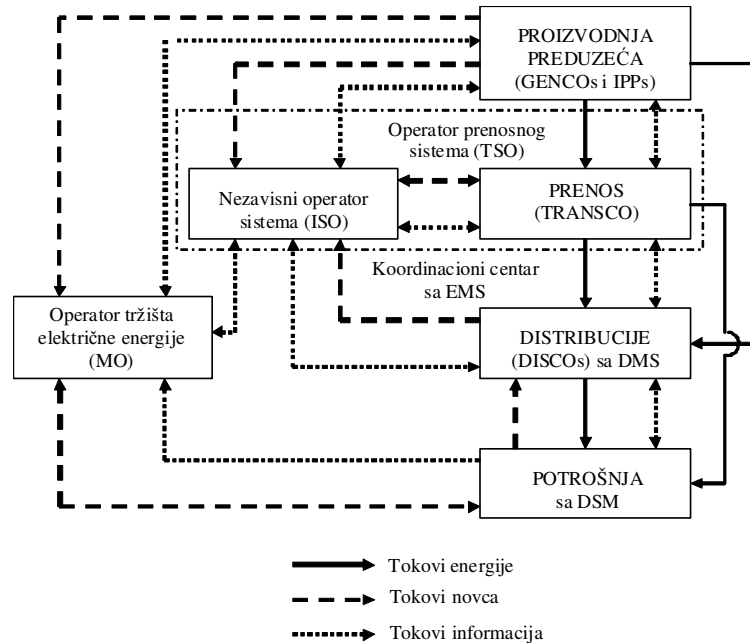 PROIZVODNJA
PREDUZEĆA
(GENCOs i IPPs)
Operator prenosnog
sistema (TSO)
Nezavisni operator
sistema (ISO)
PRENOS
(TRANSCO)
Koordinacioni centar
sa EMS
Operator tržišta
električne energije
(MO)
DISTRIBUCIJE
(DISCOs) sa DMS
POTROŠNJA
sa DSM
Tokovi energije
Tokovi novca
Tokovi informacija